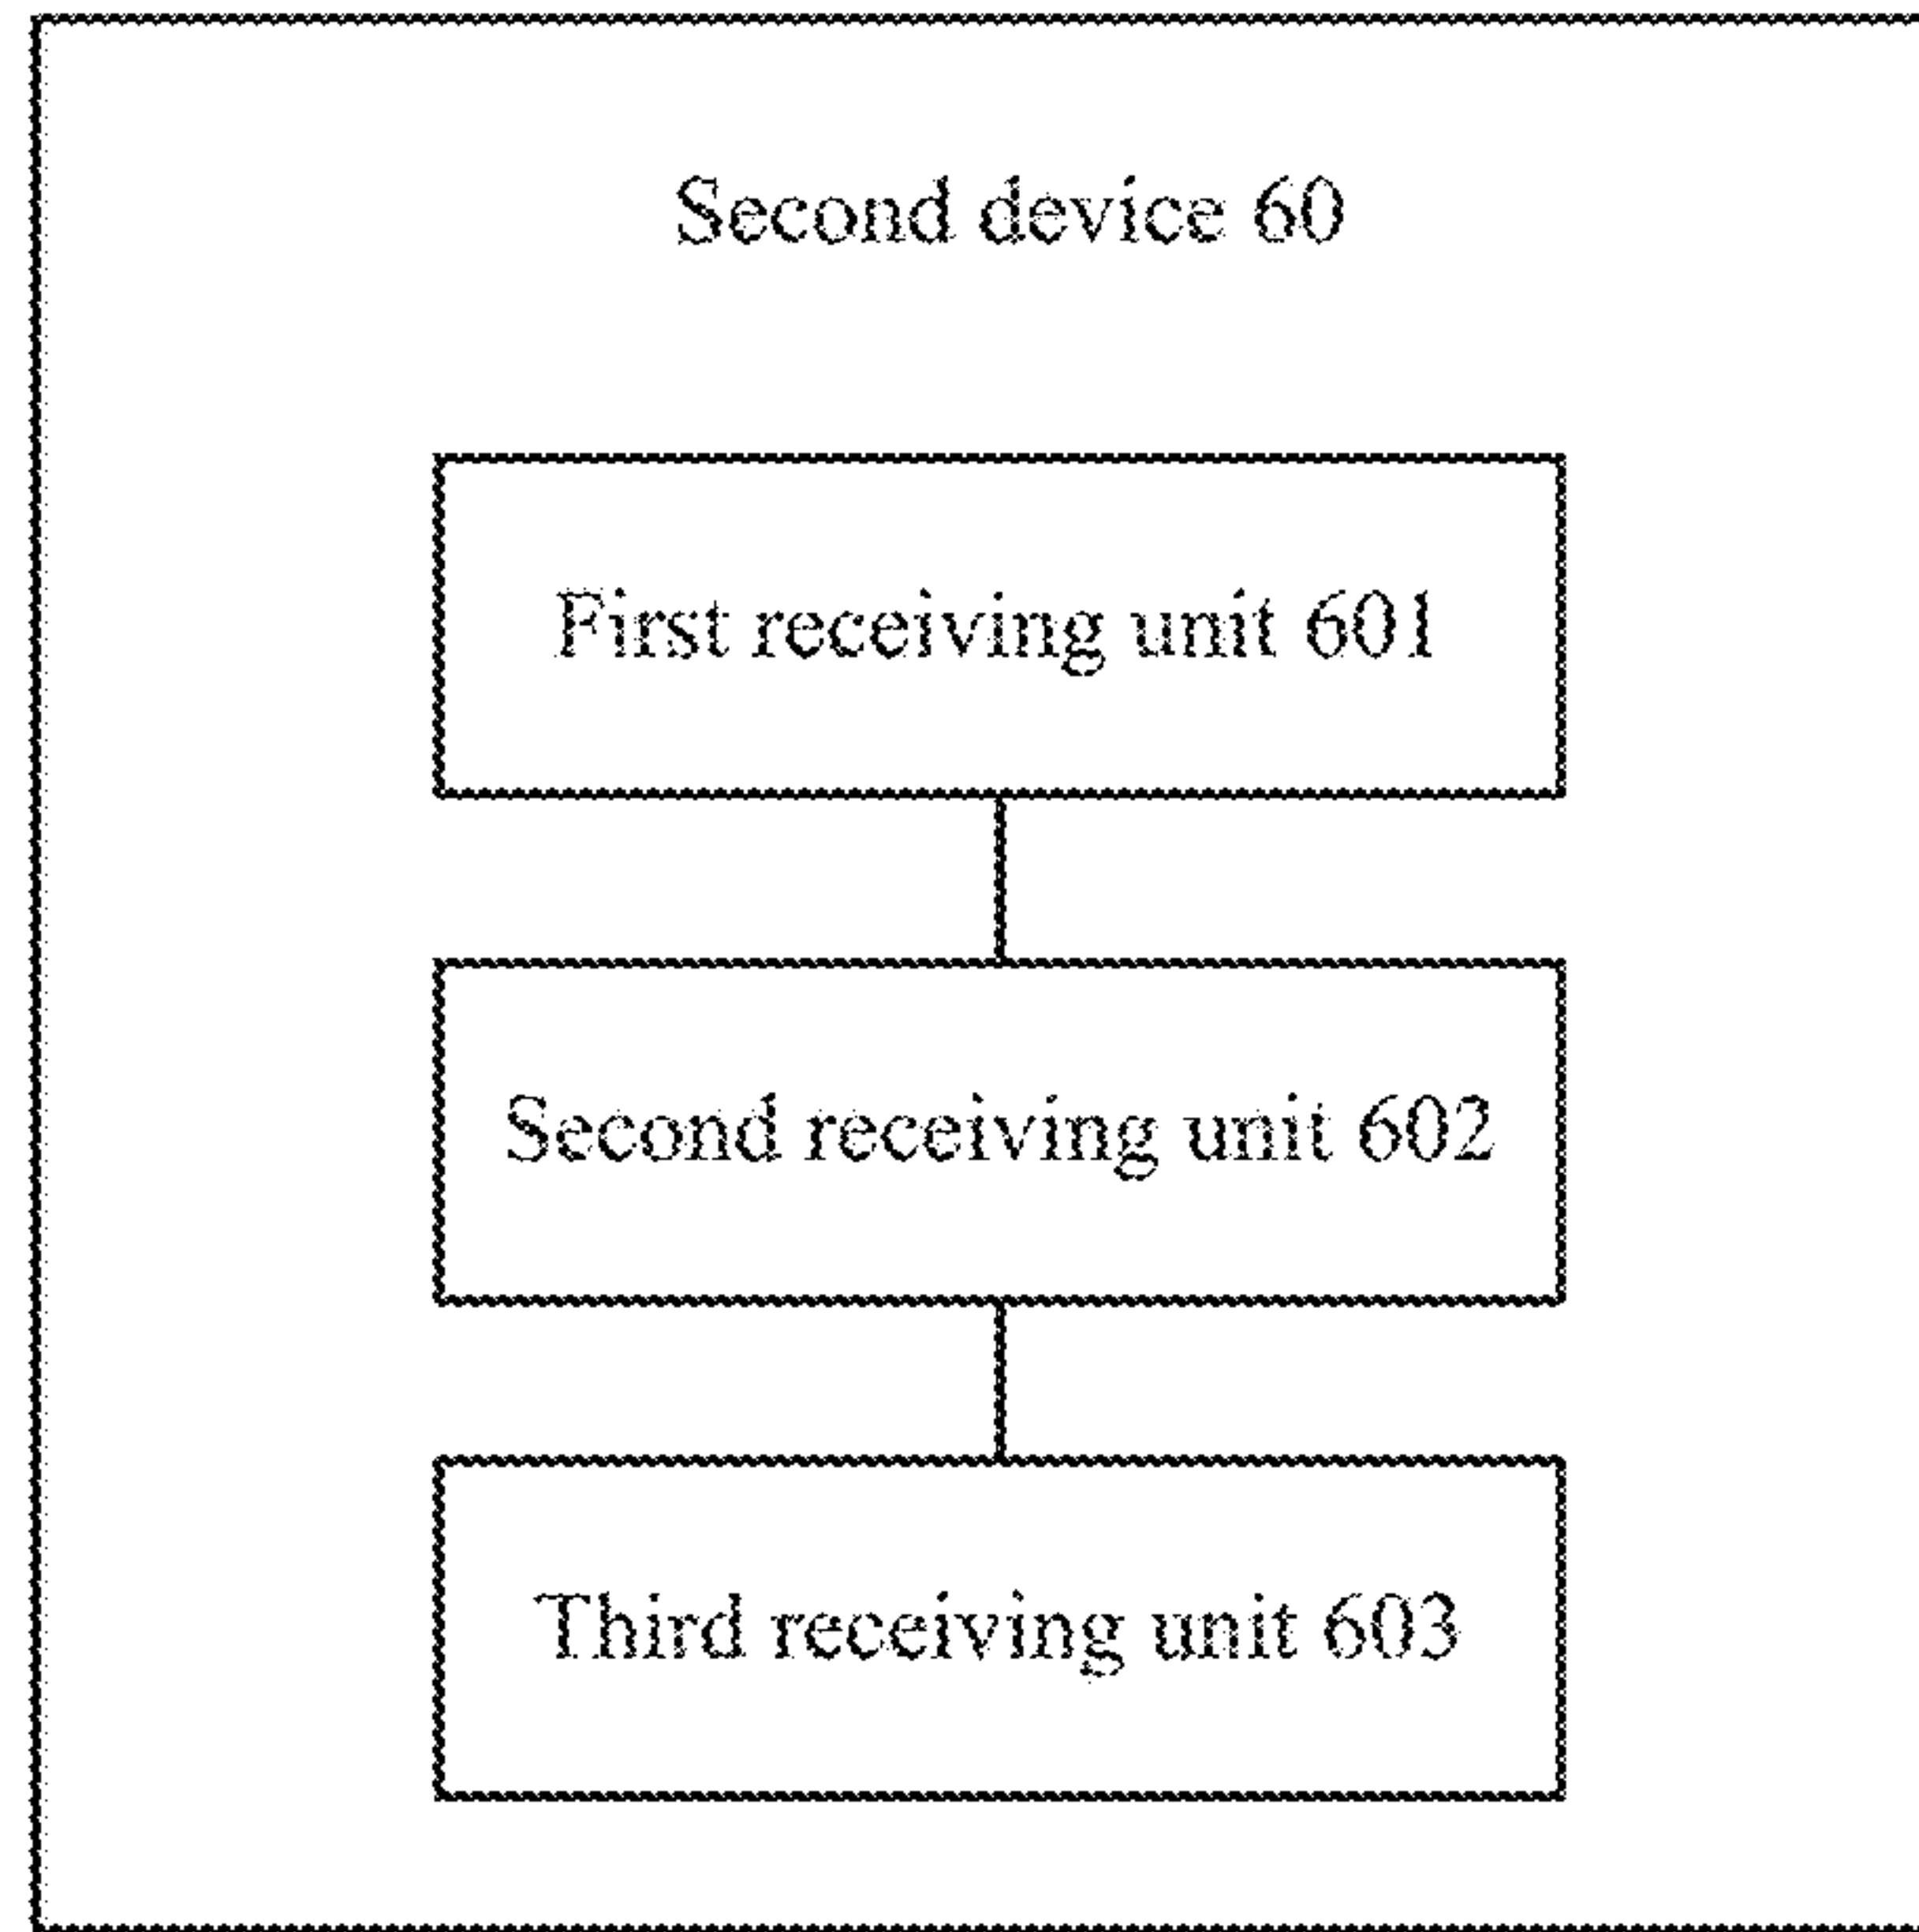 Second device 60
First receiving unit 601
Second receiving unit 602
Third receiving unit 603